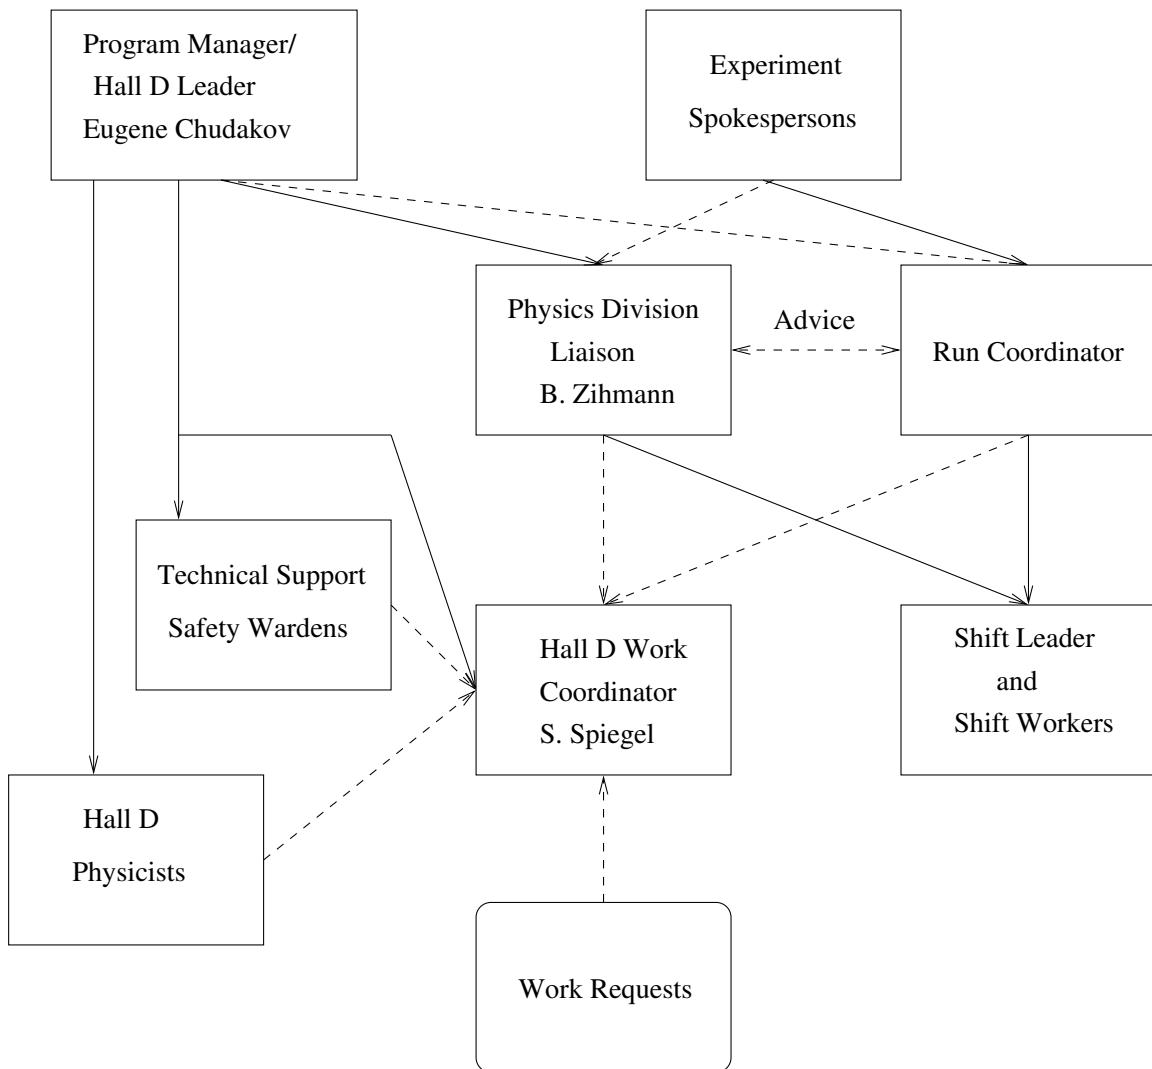 Program Manager/
Hall D Leader
Eugene Chudakov
Experiment
Spokespersons
Physics Division
Liaison
B. Zihmann
Advice
Run Coordinator
Technical Support
Safety Wardens
Hall D Work
Coordinator
S. Spiegel
Shift Leader
and
Shift Workers
Hall D
Physicists
Work Requests